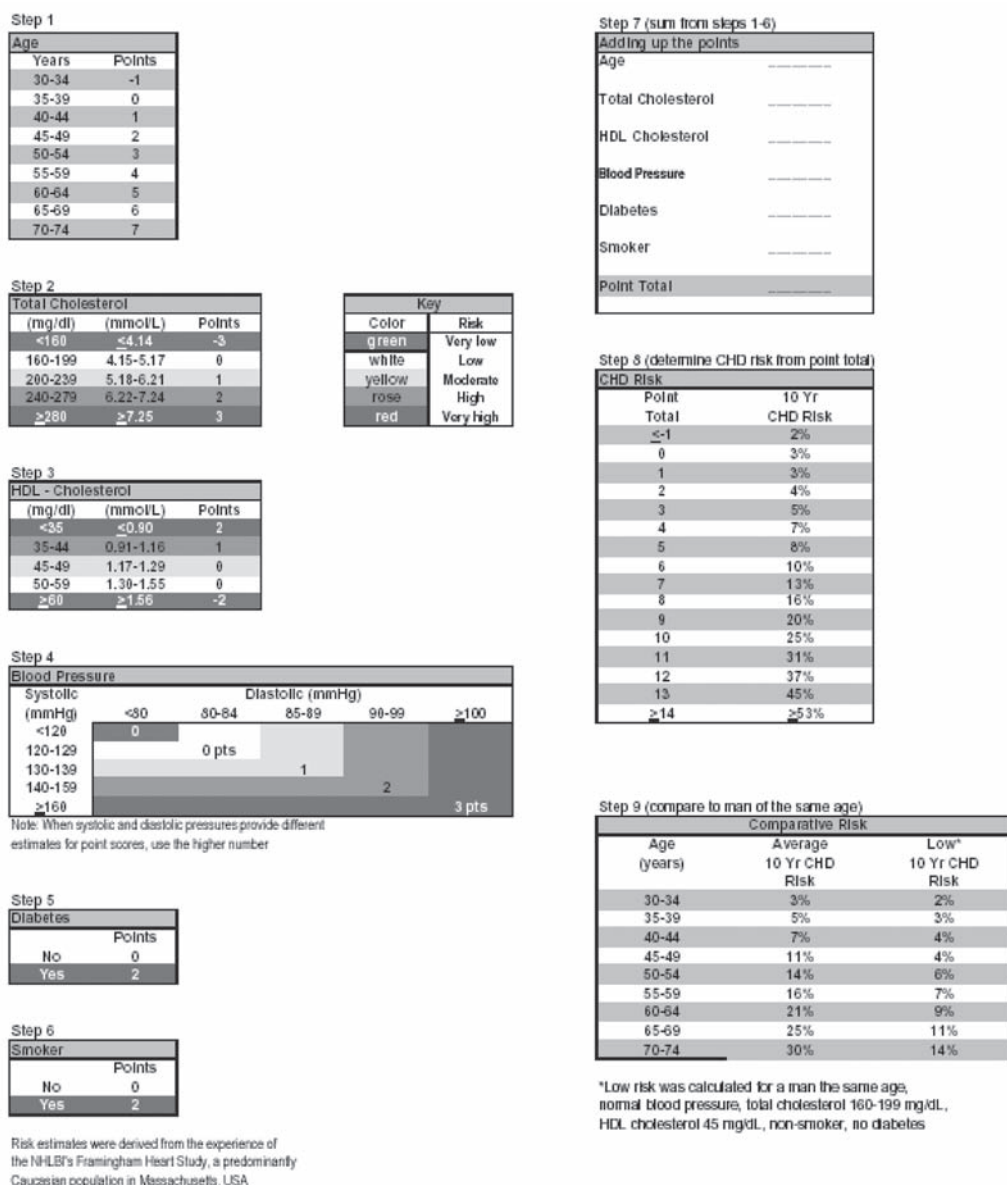 Step 1
Age
Years Points
30-34 -1
35-39 0
40-44 1
45-49 2
50-54 3
55-59 4
60-64 5
65-69 6
70-74 7
Step 2
Total Cholesterol
(mg/dl) (mmol/L) Points
<160 ≤4.14 -3
160-199 4.15-5.17 0
200-239 5.18-6.21 1
240-279 6.22-7.24 2
≥280 ≥7.25 3
Key
Color Risk
green Very low
white Low
yellow Moderate
rose High
red Very high
Step 3
HDL - Cholesterol
(mg/dl) (mmol/L) Points
<35 ≤0.90 2
35-44 0.91-1.16 1
45-49 1.17-1.29 0
50-59 1.30-1.55 0
≥60 ≥1.56 -2
Step 4
Blood Pressure
Systolic Diastolic (mmHg)
(mmHg) <80 80-84 85-89 90-99 ≥100
<120 0
120-129 0 pts
130-139 1
140-159 2
≥160 3 pts
Note: When systolic and diastolic pressures provide different
estimates for point scores, use the higher number
Step 5
Diabetes
Points
No 0
Yes 2
Step 6
Smoker
Points
No 0
Yes 2
Risk estimates were derived from the experience of
the NHLBI's Framingham Heart Study, a predominantly
Caucasian population in Massachusetts, USA
Step 7 (sum from steps 1-6)
Adding up the points
Age ________
Total Cholesterol ________
HDL Cholesterol ________
Blood Pressure ________
Diabetes ________
Smoker ________
Point Total ________
Step 8 (determine CHD risk from point total)
CHD Risk
Point 10 Yr
Total CHD Risk
≤-1 2%
0 3%
1 3%
2 4%
3 5%
4 7%
5 8%
6 10%
7 13%
8 16%
9 20%
10 25%
11 31%
12 37%
13 45%
≥14 ≥53%
Step 9 (compare to man of the same age)
Comparative Risk
Age Average Low*
(years) 10 Yr CHD 10 Yr CHD
Risk Risk
30-34 3% 2%
35-39 5% 3%
40-44 7% 4%
45-49 11% 4%
50-54 14% 6%
55-59 16% 7%
60-64 21% 9%
65-69 25% 11%
70-74 30% 14%
*Low risk was calculated for a man the same age,
normal blood pressure, total cholesterol 160-199 mg/dL,
HDL cholesterol 45 mg/dL, non-smoker, no diabetes